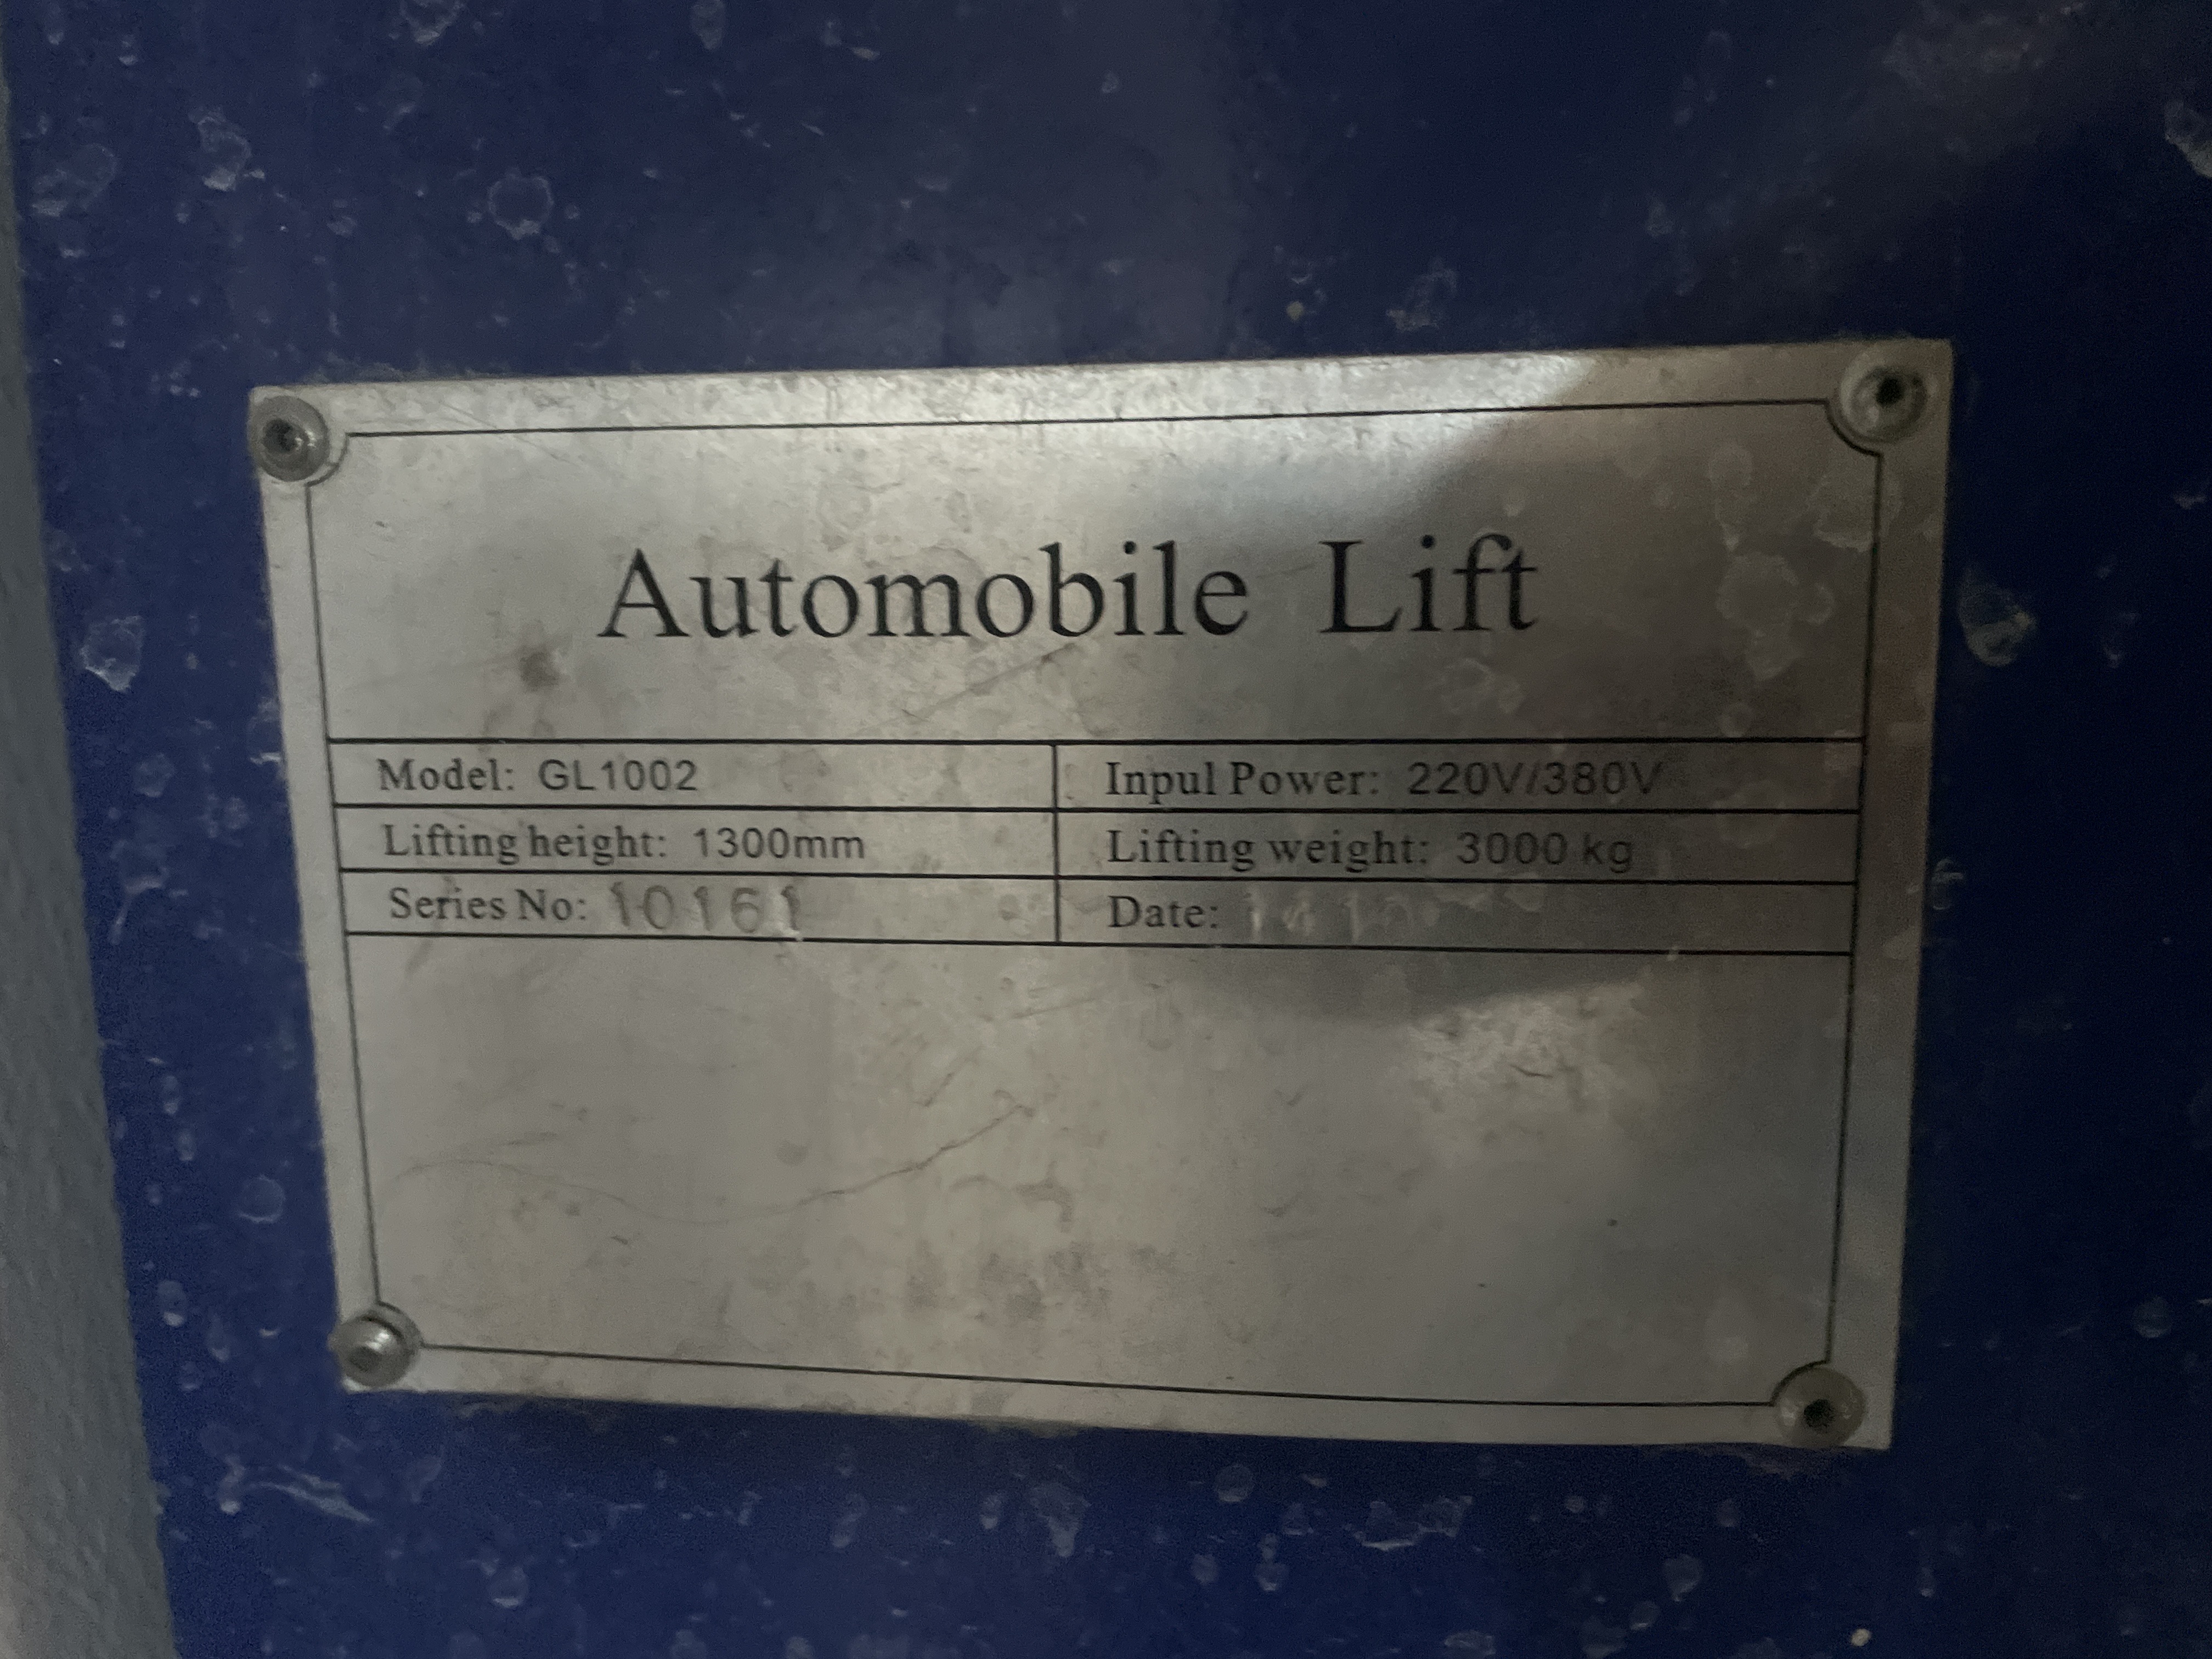 Automobile Lift
Model: GL1002 Inpul Power: 220V/380V
Lifting height: 1300mm Lifting weight: 3000 kg
Series No: 10161 Date: